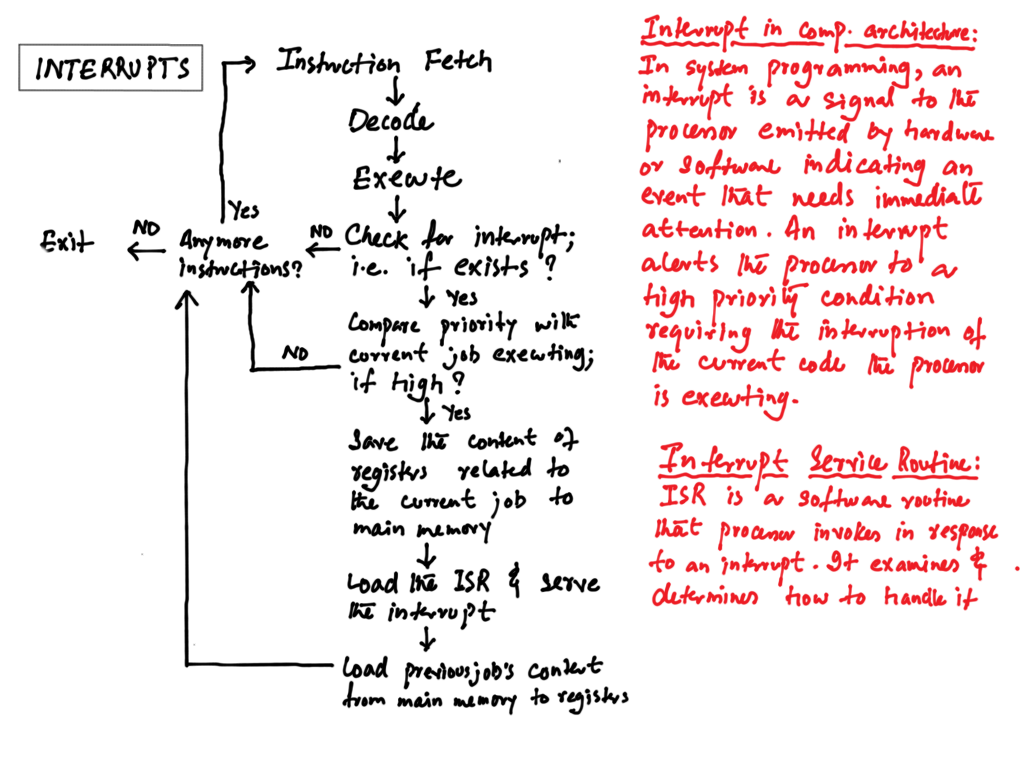 INTERRUPTS
Instruction Fetch
Decode
Execute
Check for interrupt;
i.e. if exists ?
NO
Anymore
instructions?
Yes
NO
Exit
Yes
Compare priority with
current job executing;
if high ?
NO
Yes
Save the content of
registers related to
the current job to
main memory
Load the ISR & serve
the interrupt
Load previous job's content
from main memory to registers
Interrupt in comp. architecture:
In system programming, an
interrupt is a signal to the
processor emitted by hardware
or software indicating an
event that needs immediate
attention. An interrupt
alerts the processor to a
high priority condition
requiring the interruption of
the current code the processor
is executing.
Interrupt Service Routine:
ISR is a software routine
that processor invokes in response
to an interrupt. It examines &
determines how to handle it